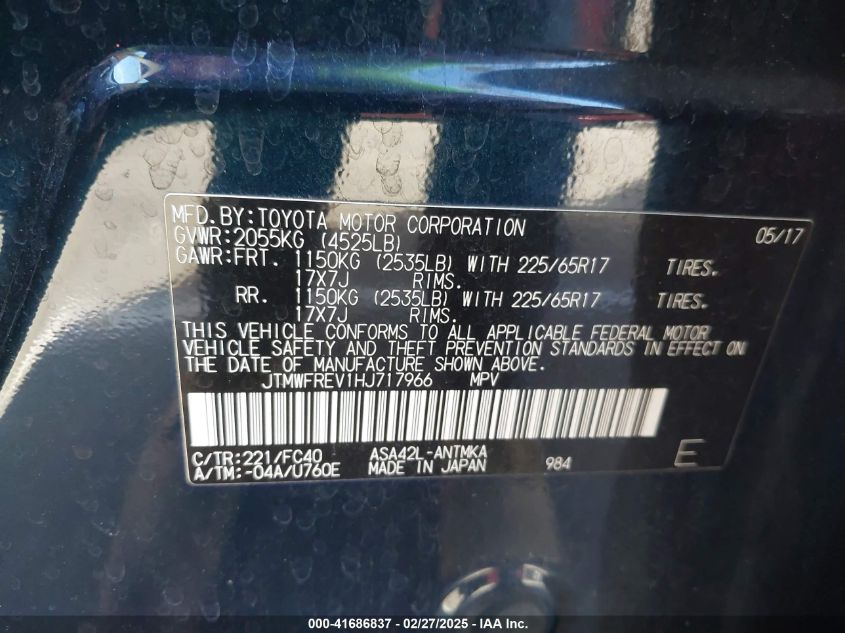 MFD.BY:TOYOTA MOTOR CORPORATION 05/17
GVWR:2055KG (4525LB)
GAWR:FRT. 1150KG (2535LB) WITH 225/65R17 TIRES.
17X7J RIMS.
RR. 1150KG (2535LB) WITH 225/65R17 TIRES.
17X7J RIMS.
THIS VEHICLE CONFORMS TO ALL APPLICABLE FEDERAL MOTOR
VEHICLE SAFETY AND THEFT PREVENTION STANDARDS IN EFFECT ON
THE DATE OF MANUFACTURE SHOWN ABOVE.
JTMWFREV1HJ717966 MPV
C/TR:221/FC40 ASA42L-ANTMKA
A/TM:-04A/U760E MADE IN JAPAN 984 E
000-41686837 - 02/27/2025 - IAA Inc.